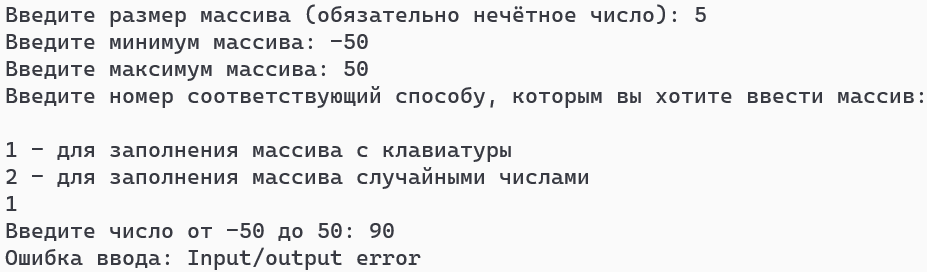 Введите размер массива (обязательно нечётное число): 5
Введите минимум массива: -50
Введите максимум массива: 50
Введите номер соответствующий способу, которым вы хотите ввести массив:
1 - для заполнения массива с клавиатуры
2 - для заполнения массива случайными числами
1
Введите число от -50 до 50: 90
Ошибка ввода: Input/output error